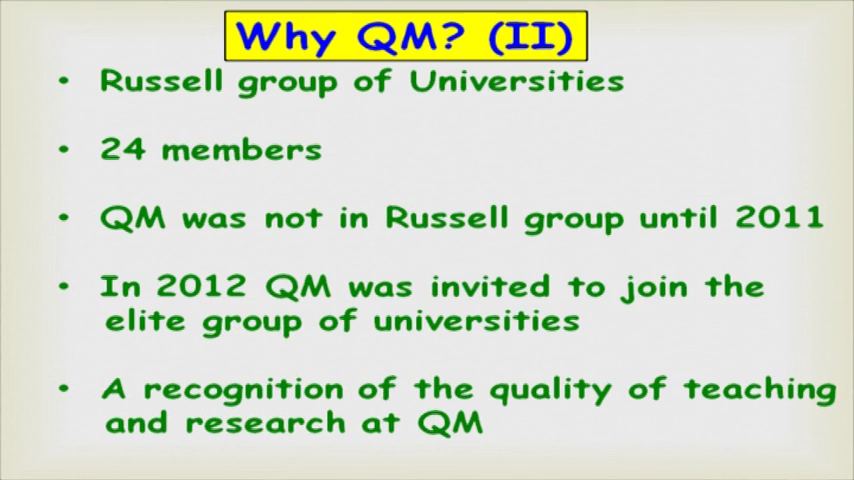 Why QM? (II)
• Russell group of Universities
• 24 members
• QM was not in Russell group until 2011
• In 2012 QM was invited to join the
elite group of universities
• A recognition of the quality of teaching
and research at QM